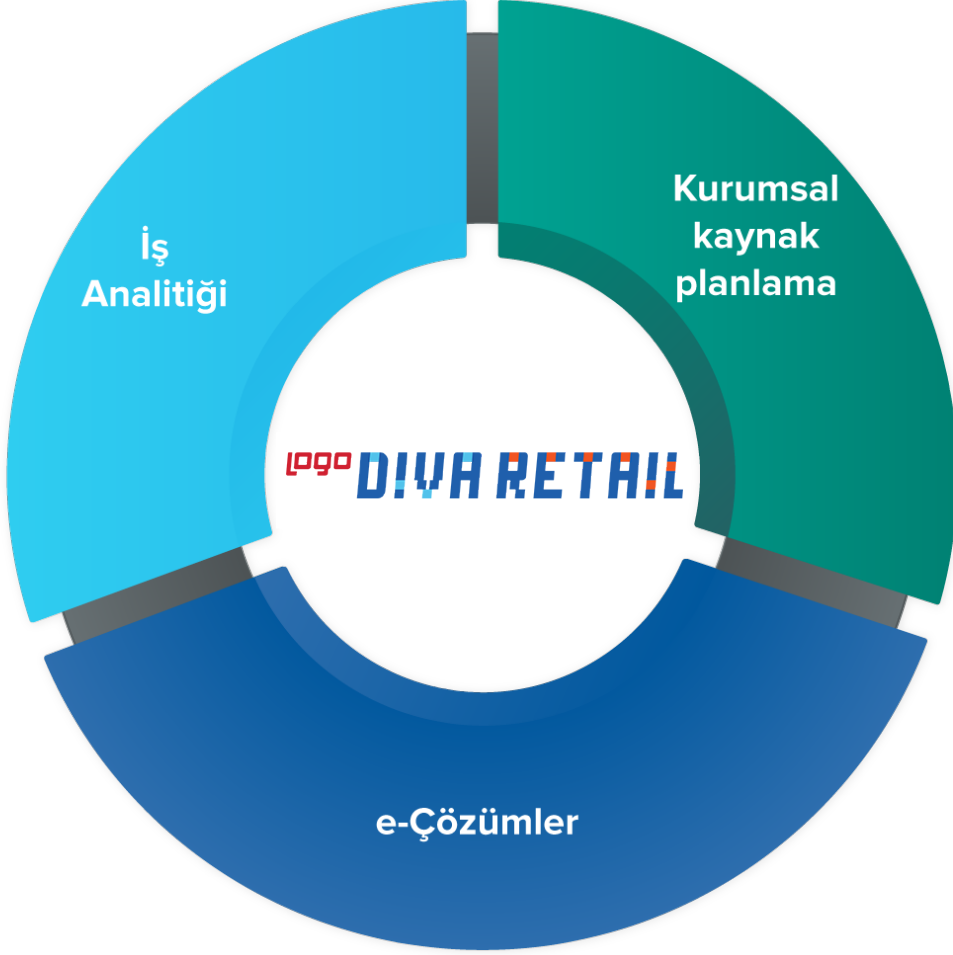 Kurumsal
kaynak
planlama
İş
Analitiği
LOGO DIVA RETAIL
e-Çözümler